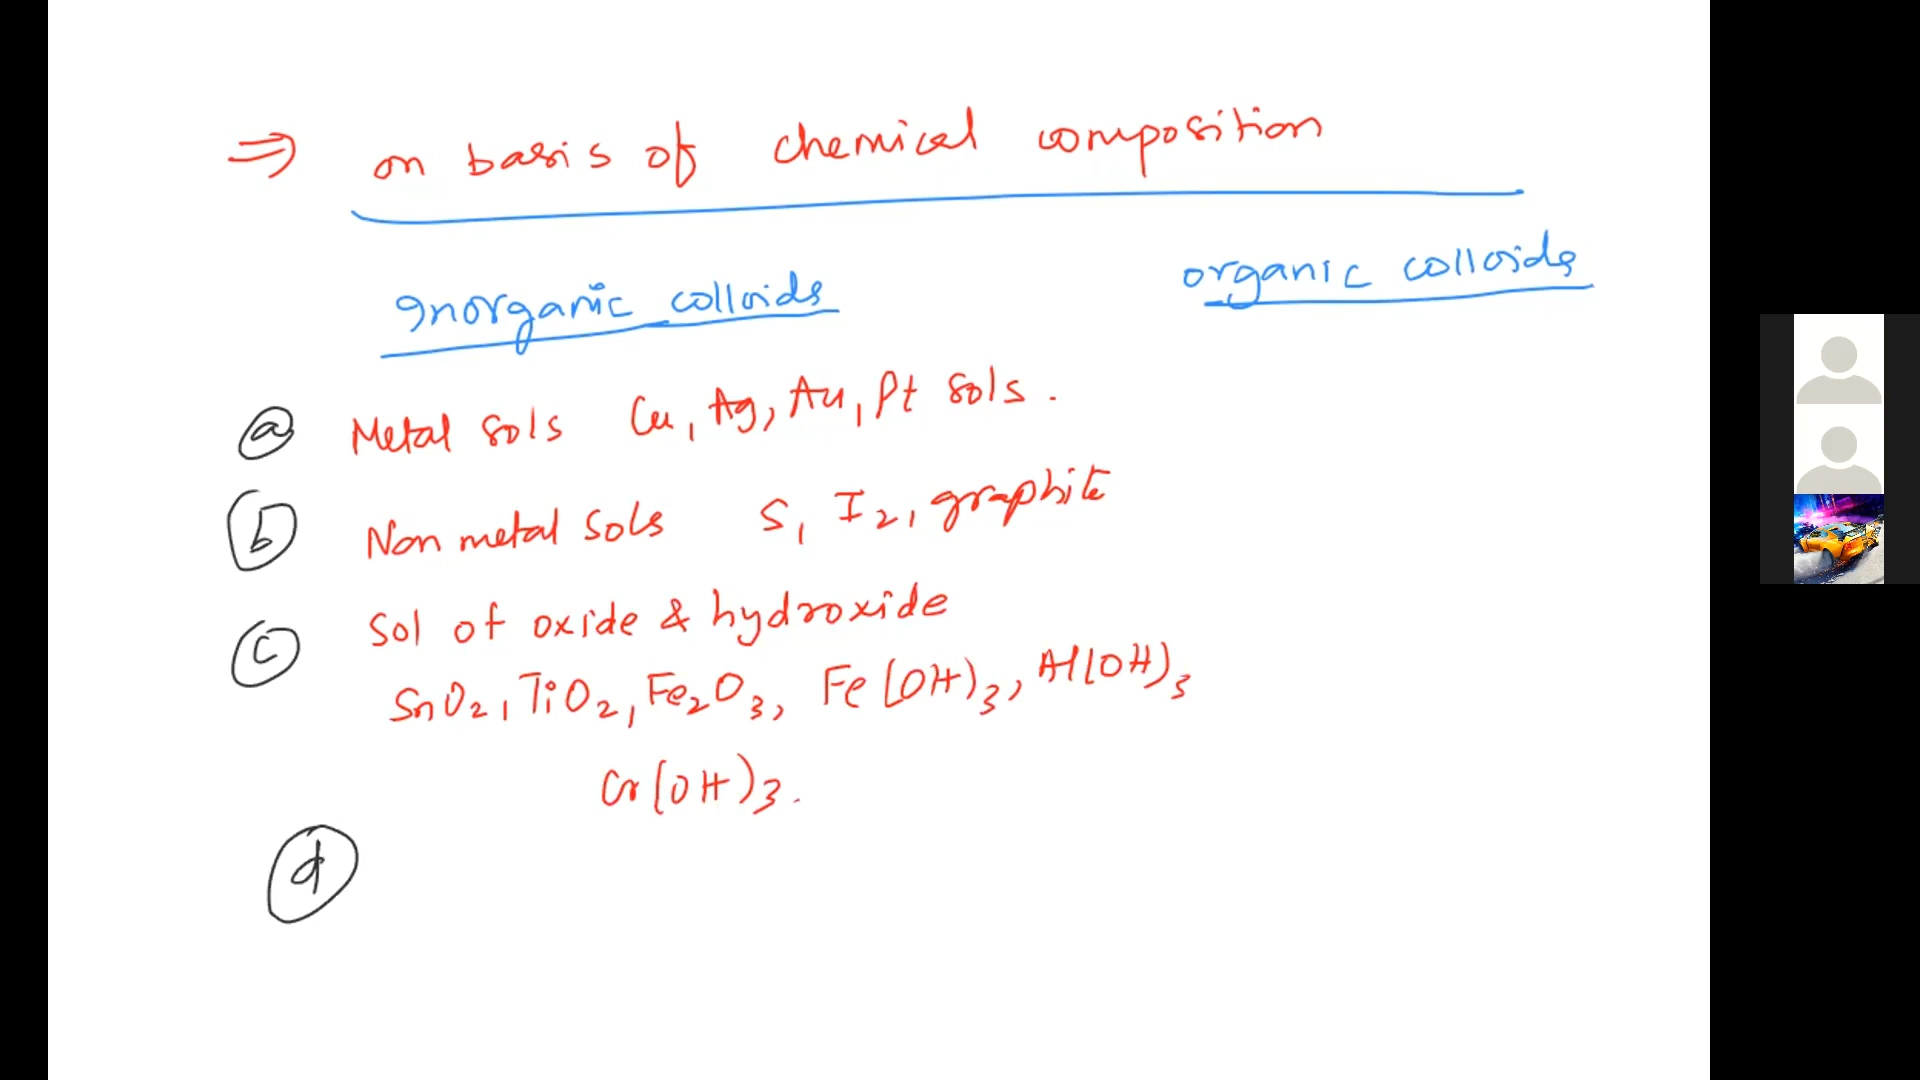 ⇒ on basis of chemical composition
Inorganic colloids organic colloids
(a) Metal sols Cu, Ag, Au, Pt sols.
(b) Non metal sols S, I2, graphite
(c) Sol of oxide & hydroxide
SnO2, TiO2, Fe2O3, Fe(OH)3, Al(OH)3
Cr(OH)3.
(d)